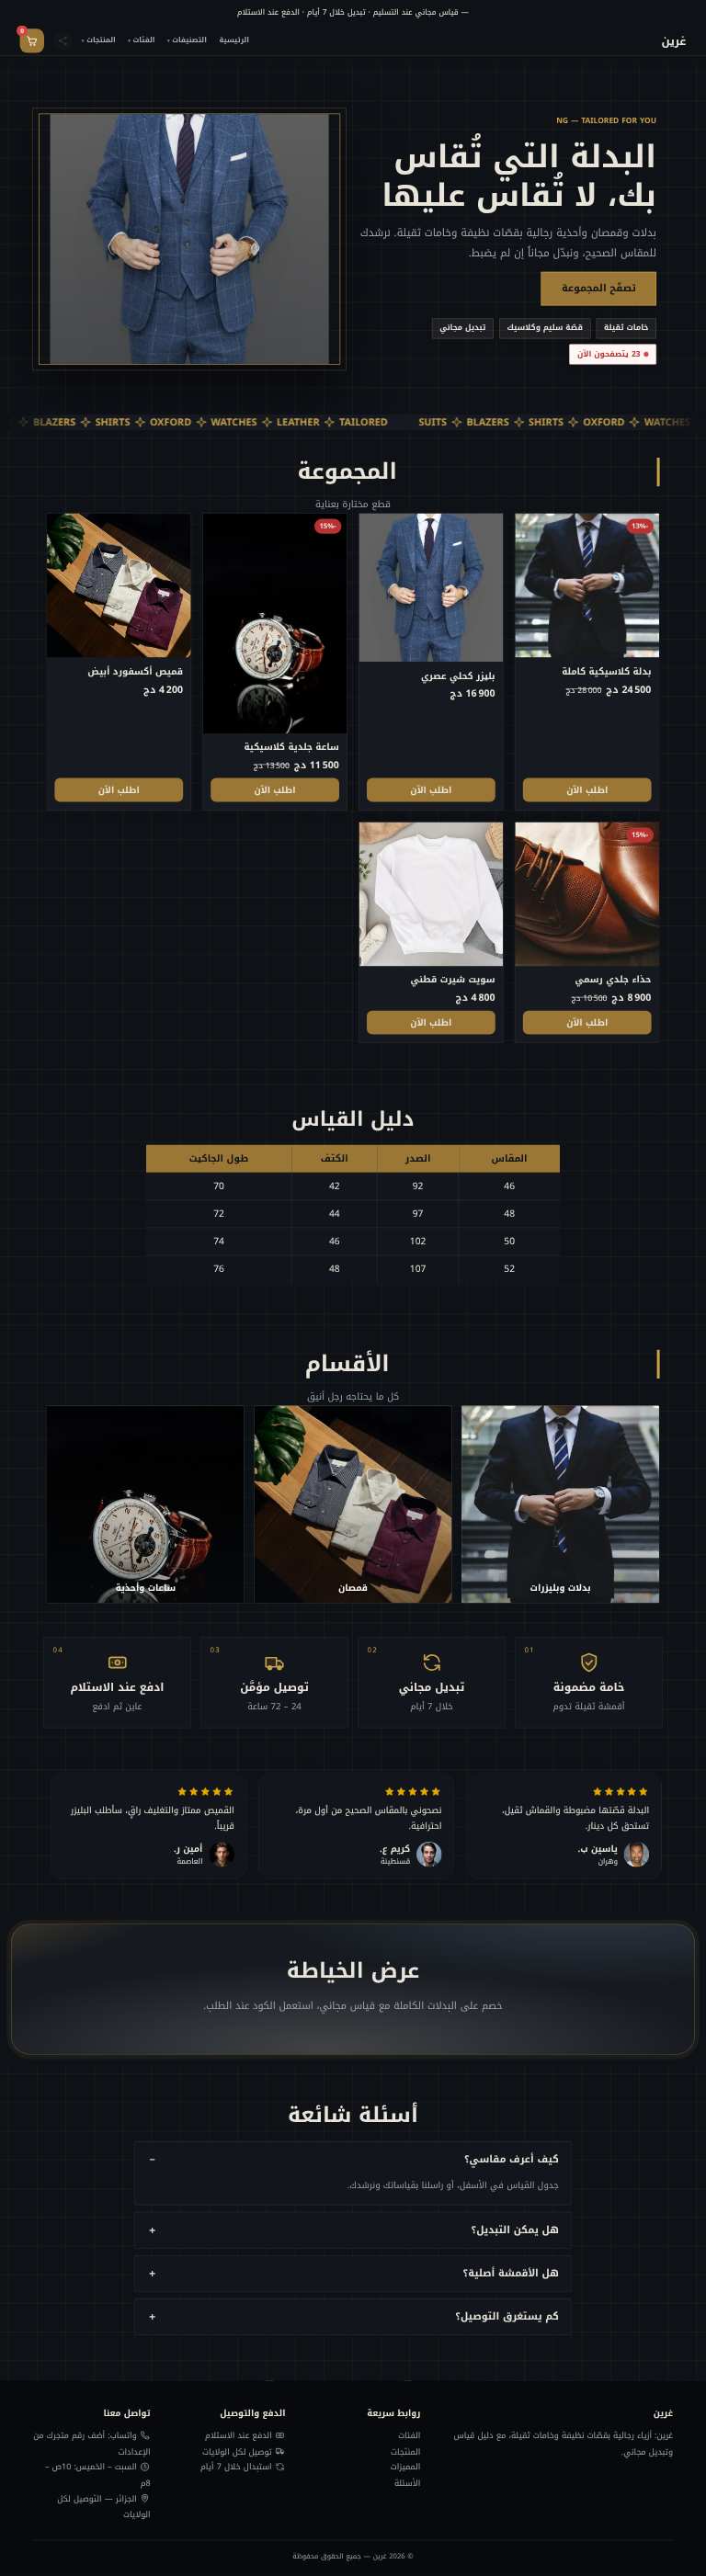 — قياس مجاني عند التسليم · تبديل خلال 7 أيام · الدفع عند الاستلام
غرين
الرئيسية
التصنيفات
الفئات
المنتجات
0
NG — TAILORED FOR YOU
البدلة التي تُقاس
بك، لا تُقاس عليها
بدلات وقمصان وأحذية رجالية بقصّات نظيفة وخامات ثقيلة. نرشدك
للمقاس الصحيح، ونبدّل مجاناً إن لم يضبط.
تصفّح المجموعة
خامات ثقيلة
قصّة سليم وكلاسيك
تبديل مجاني
23 يتصفحون الآن
BLAZERS SHIRTS OXFORD WATCHES LEATHER TAILORED SUITS BLAZERS SHIRTS OXFORD WATCHES
المجموعة
قطع مختارة بعناية
-13%
بدلة كلاسيكية كاملة
24 500 دج 28 000 دج
اطلب الآن
بليزر كحلي عصري
16 900 دج
اطلب الآن
-15%
ساعة جلدية كلاسيكية
11 500 دج 13 500 دج
اطلب الآن
قميص أكسفورد أبيض
4 200 دج
اطلب الآن
-15%
حذاء جلدي رسمي
8 900 دج 10 500 دج
اطلب الآن
سويت شيرت قطني
4 800 دج
اطلب الآن
دليل القياس
المقاس الصدر الكتف طول الجاكيت
46 92 42 70
48 97 44 72
50 102 46 74
52 107 48 76
الأقسام
كل ما يحتاجه رجل أنيق
بدلات وبليزرات
قمصان
ساعات وأحذية
01
خامة مضمونة
أقمشة ثقيلة تدوم
02
تبديل مجاني
خلال 7 أيام
03
توصيل مؤمَّن
24 – 72 ساعة
04
ادفع عند الاستلام
عاين ثم ادفع
البدلة قصّتها مضبوطة والقماش ثقيل،
تستحق كل دينار.
ياسين ب.
وهران
نصحوني بالمقاس الصحيح من أول مرة،
احترافية.
كريم ع.
قسنطينة
القميص ممتاز والتغليف راقٍ، سأطلب البليزر
قريباً.
أمين ر.
العاصمة
عرض الخياطة
خصم على البدلات الكاملة مع قياس مجاني، استعمل الكود عند الطلب.
أسئلة شائعة
كيف أعرف مقاسي؟
جدول القياس في الأسفل، أو راسلنا بقياساتك ونرشدك.
هل يمكن التبديل؟
هل الأقمشة أصلية؟
كم يستغرق التوصيل؟
غرين
غرين: أزياء رجالية بقصّات نظيفة وخامات ثقيلة، مع دليل قياس
وتبديل مجاني.
روابط سريعة
الفئات
المنتجات
المميزات
الأسئلة
الدفع والتوصيل
الدفع عند الاستلام
توصيل لكل الولايات
استبدال خلال 7 أيام
تواصل معنا
واتساب: أضف رقم متجرك من
الإعدادات
السبت – الخميس: 10ص –
8م
الجزائر — التوصيل لكل
الولايات
© 2026 غرين — جميع الحقوق محفوظة